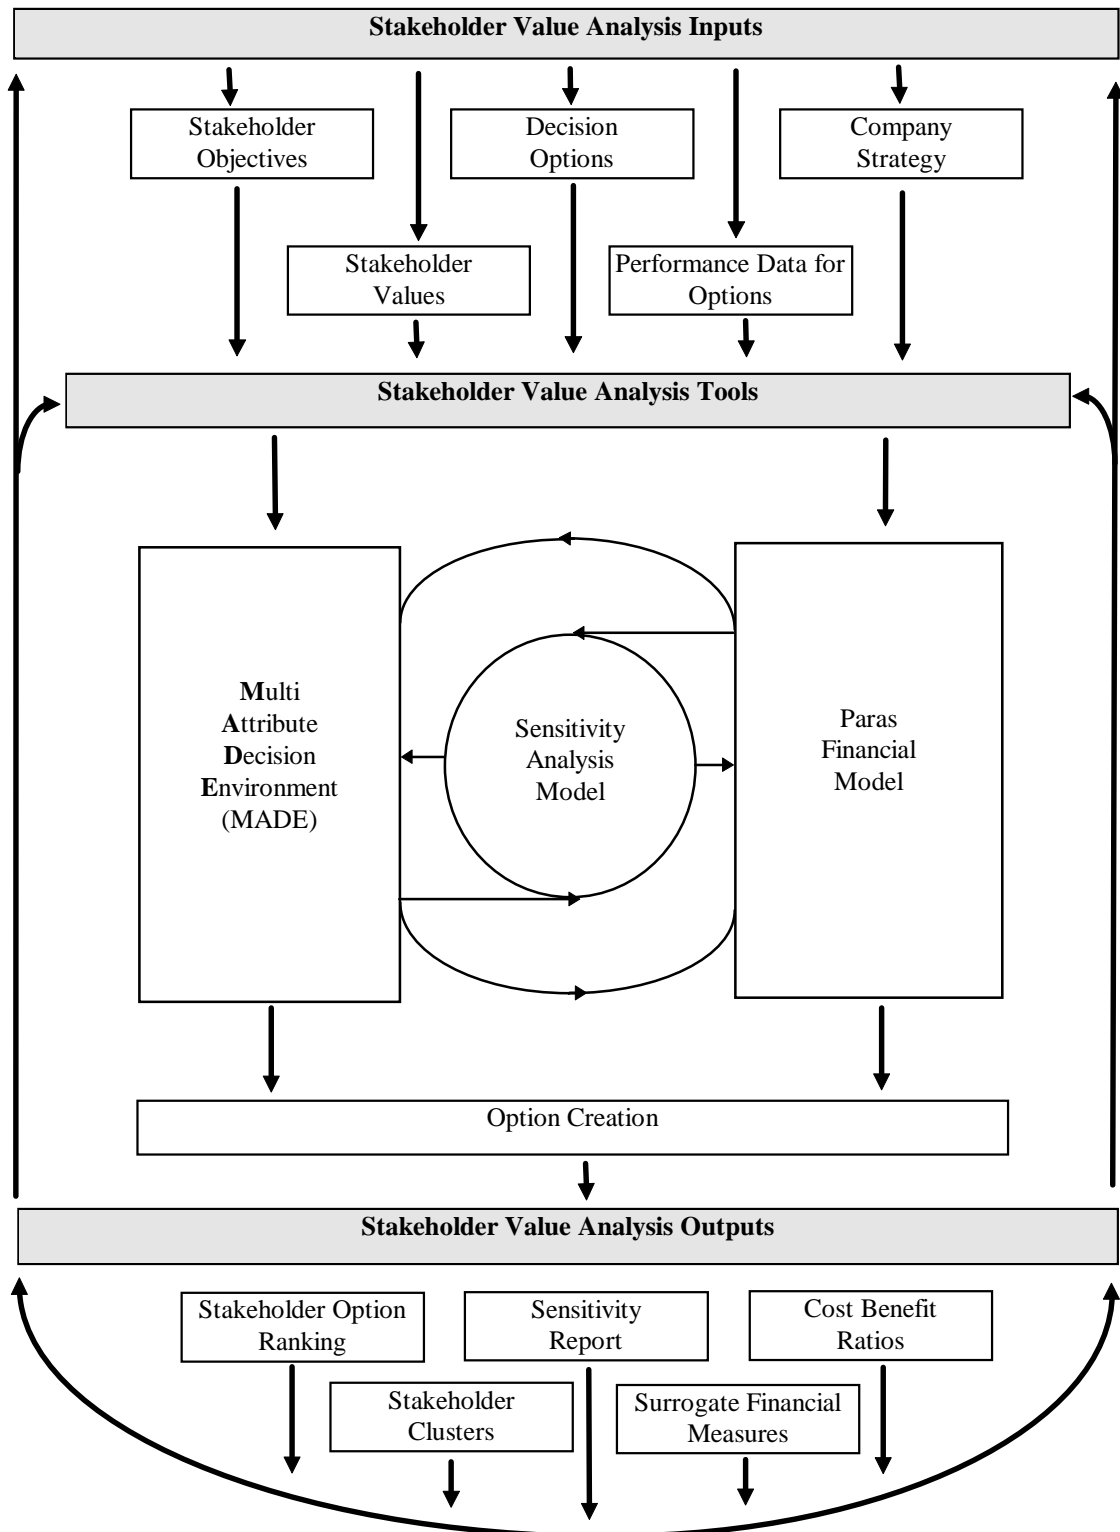 Stakeholder Value Analysis Inputs
Stakeholder
Objectives
Decision
Options
Company
Strategy
Stakeholder
Values
Performance Data for
Options
Stakeholder Value Analysis Tools
Multi
Attribute
Decision
Environment
(MADE)
Sensitivity
Analysis
Model
Paras
Financial
Model
Option Creation
Stakeholder Value Analysis Outputs
Stakeholder Option
Ranking
Sensitivity
Report
Cost Benefit
Ratios
Stakeholder
Clusters
Surrogate Financial
Measures